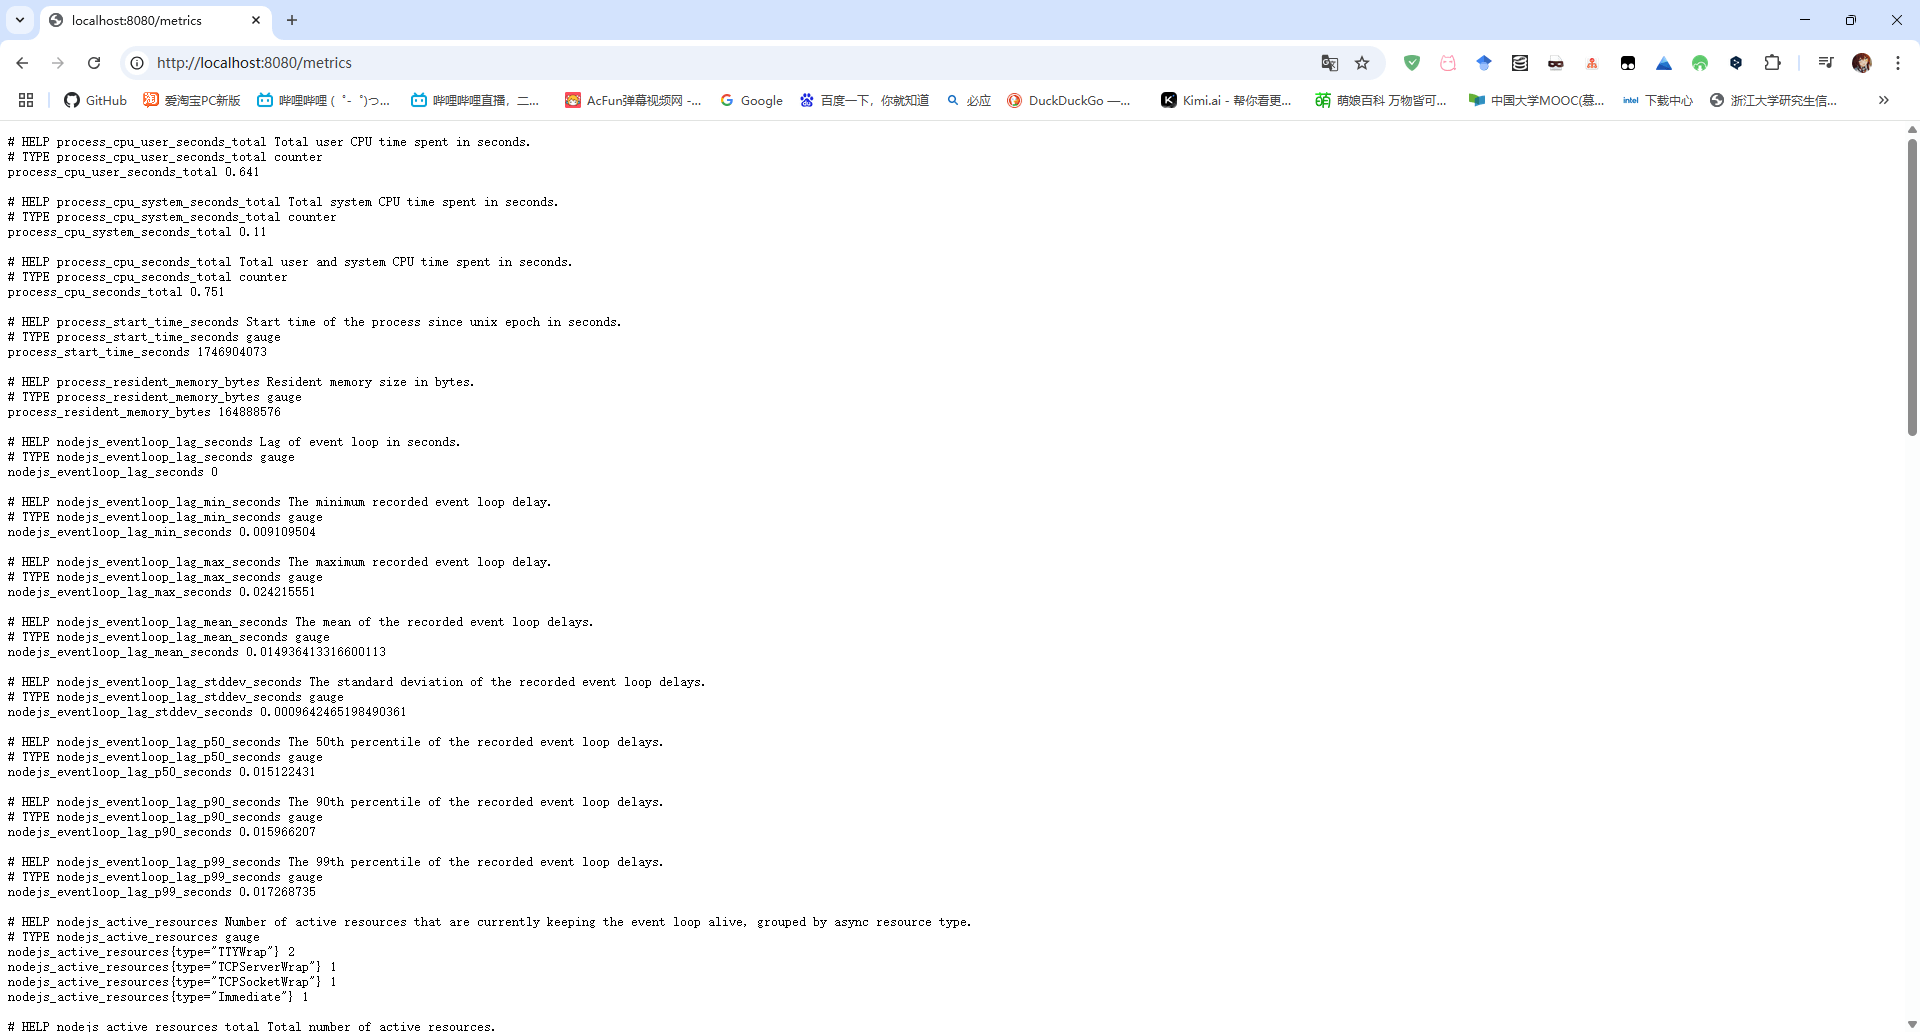 localhost:8080/metrics
http://localhost:8080/metrics
GitHub 爱淘宝PC新版 哔哩哔哩 (゜-゜)つ... 哔哩哔哩直播，二... AcFun弹幕视频网 -... Google 百度一下，你就知道 必应 DuckDuckGo —... Kimi.ai - 帮你看更... 萌娘百科 万物皆可... 中国大学MOOC(慕... intel 下载中心 浙江大学研究生信...
# HELP process_cpu_user_seconds_total Total user CPU time spent in seconds.
# TYPE process_cpu_user_seconds_total counter
process_cpu_user_seconds_total 0.641
# HELP process_cpu_system_seconds_total Total system CPU time spent in seconds.
# TYPE process_cpu_system_seconds_total counter
process_cpu_system_seconds_total 0.11
# HELP process_cpu_seconds_total Total user and system CPU time spent in seconds.
# TYPE process_cpu_seconds_total counter
process_cpu_seconds_total 0.751
# HELP process_start_time_seconds Start time of the process since unix epoch in seconds.
# TYPE process_start_time_seconds gauge
process_start_time_seconds 1746904073
# HELP process_resident_memory_bytes Resident memory size in bytes.
# TYPE process_resident_memory_bytes gauge
process_resident_memory_bytes 164888576
# HELP nodejs_eventloop_lag_seconds Lag of event loop in seconds.
# TYPE nodejs_eventloop_lag_seconds gauge
nodejs_eventloop_lag_seconds 0
# HELP nodejs_eventloop_lag_min_seconds The minimum recorded event loop delay.
# TYPE nodejs_eventloop_lag_min_seconds gauge
nodejs_eventloop_lag_min_seconds 0.009109504
# HELP nodejs_eventloop_lag_max_seconds The maximum recorded event loop delay.
# TYPE nodejs_eventloop_lag_max_seconds gauge
nodejs_eventloop_lag_max_seconds 0.024215551
# HELP nodejs_eventloop_lag_mean_seconds The mean of the recorded event loop delays.
# TYPE nodejs_eventloop_lag_mean_seconds gauge
nodejs_eventloop_lag_mean_seconds 0.014936413316600113
# HELP nodejs_eventloop_lag_stddev_seconds The standard deviation of the recorded event loop delays.
# TYPE nodejs_eventloop_lag_stddev_seconds gauge
nodejs_eventloop_lag_stddev_seconds 0.0009642465198490361
# HELP nodejs_eventloop_lag_p50_seconds The 50th percentile of the recorded event loop delays.
# TYPE nodejs_eventloop_lag_p50_seconds gauge
nodejs_eventloop_lag_p50_seconds 0.015122431
# HELP nodejs_eventloop_lag_p90_seconds The 90th percentile of the recorded event loop delays.
# TYPE nodejs_eventloop_lag_p90_seconds gauge
nodejs_eventloop_lag_p90_seconds 0.015966207
# HELP nodejs_eventloop_lag_p99_seconds The 99th percentile of the recorded event loop delays.
# TYPE nodejs_eventloop_lag_p99_seconds gauge
nodejs_eventloop_lag_p99_seconds 0.017268735
# HELP nodejs_active_resources Number of active resources that are currently keeping the event loop alive, grouped by async resource type.
# TYPE nodejs_active_resources gauge
nodejs_active_resources{type="TTYWrap"} 2
nodejs_active_resources{type="TCPServerWrap"} 1
nodejs_active_resources{type="TCPSocketWrap"} 1
nodejs_active_resources{type="Immediate"} 1
# HELP nodejs_active_resources_total Total number of active resources.